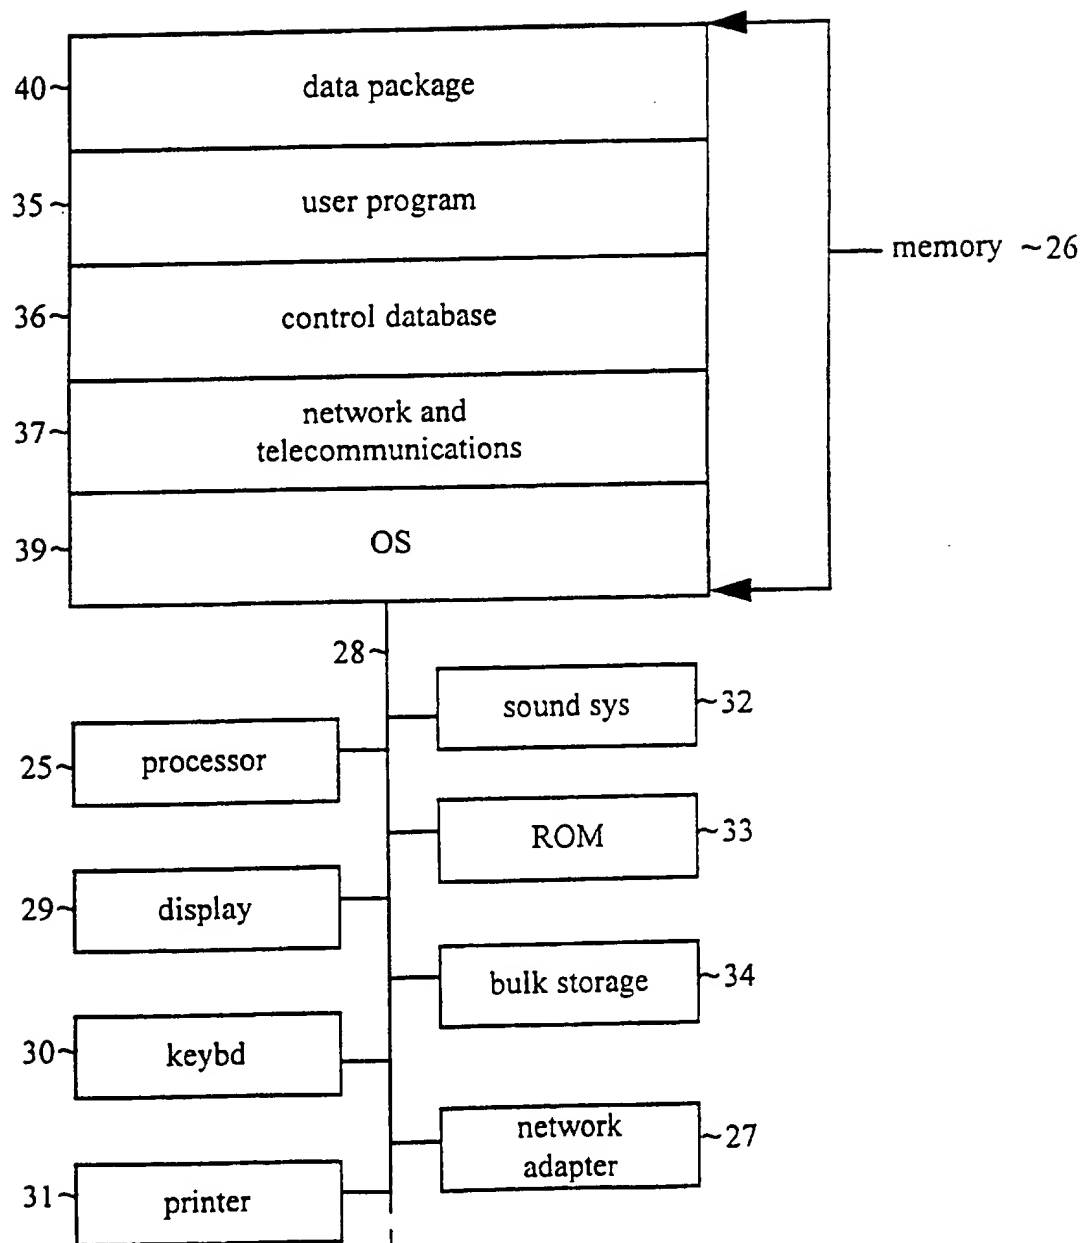 40~ data package
35~ user program
memory ~26
36~ control database
network and
37~
telecommunications
39~ OS
28~
sound sys ~32
25~ processor
ROM ~33
29~ display
bulk storage ~34
30~ keybd
network
adapter
~27
31~ printer